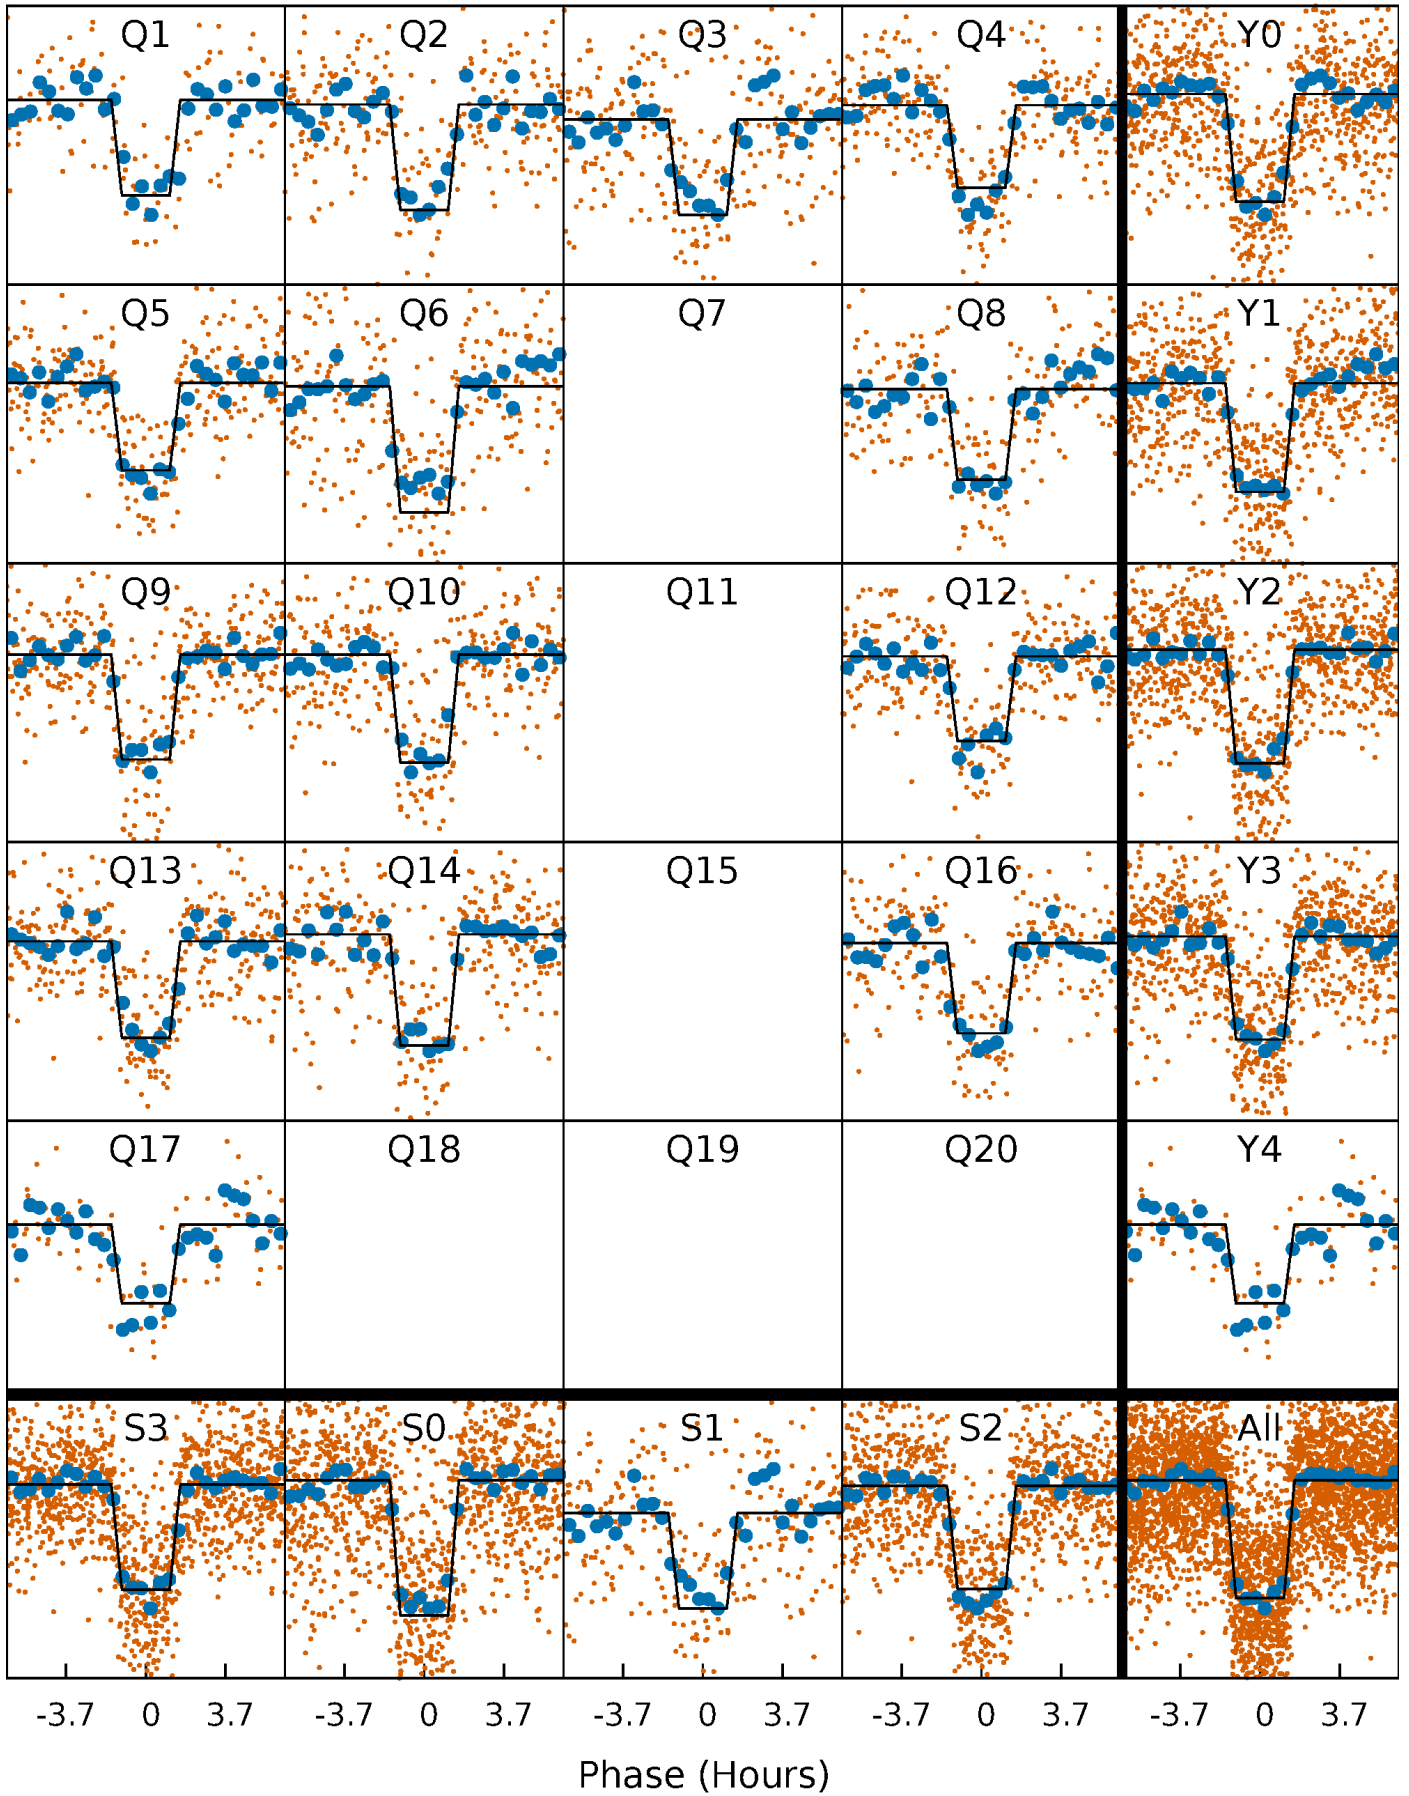 Q1 Q2 Q3 Q4 Y0
Q5 Q6 Q7 Q8 Y1
Q9 Q10 Q11 Q12 Y2
Q13 Q14 Q15 Q16 Y3
Q17 Q18 Q19 Q20 Y4
S3 S0 S1 S2 All
-3.7 0 3.7 -3.7 0 3.7 -3.7 0 3.7 -3.7 0 3.7 -3.7 0 3.7
Phase (Hours)